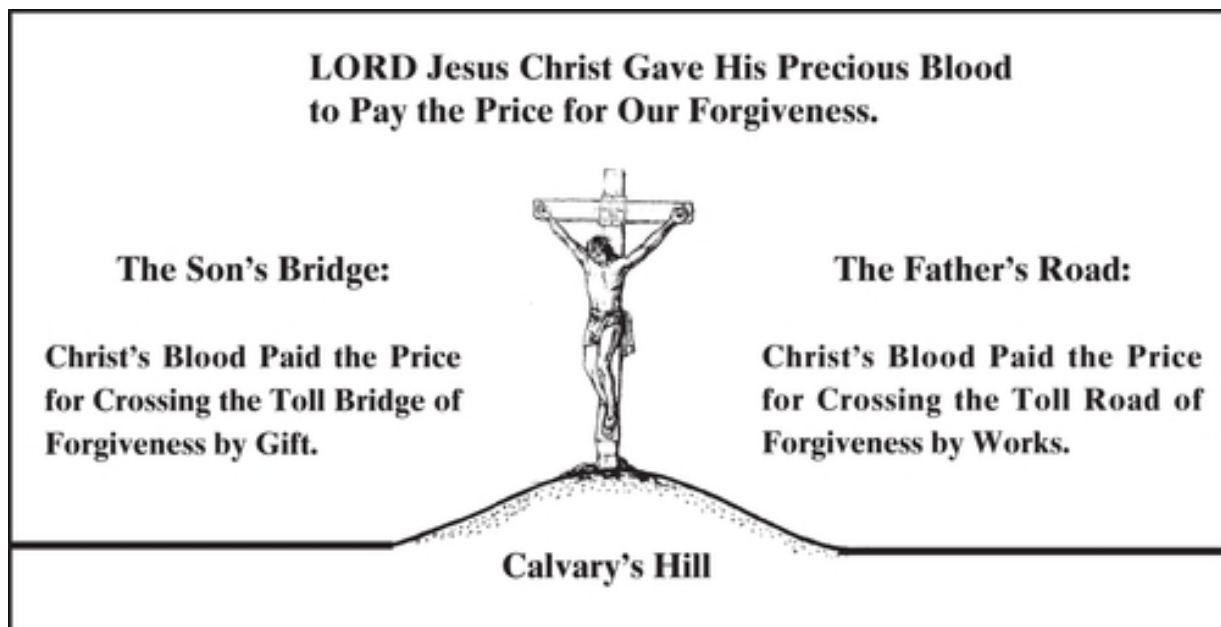 LORD Jesus Christ Gave His Precious Blood
to Pay the Price for Our Forgiveness.
The Son's Bridge:
Christ's Blood Paid the Price
for Crossing the Toll Bridge of
Forgiveness by Gift.
The Father's Road:
Christ's Blood Paid the Price
for Crossing the Toll Road of
Forgiveness by Works.
Calvary's Hill